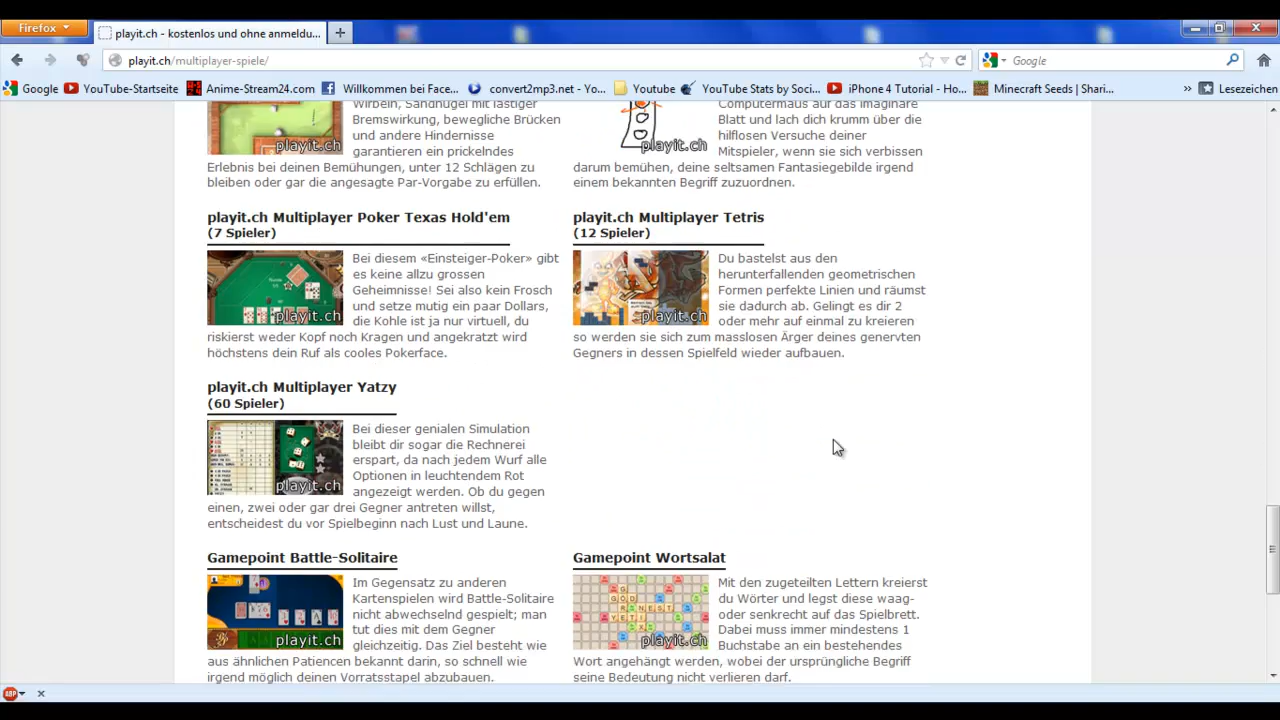 Firefox
playit.ch - kostenlos und ohne anmeldu...
playit.ch/multiplayer-spiele/
Google
Google
YouTube-Startseite
Anime-Stream24.com
Willkommen bei Face...
convert2mp3.net - Yo...
Youtube
YouTube Stats by Soci...
iPhone 4 Tutorial - Ho...
Minecraft Seeds | Shari...
»
Lesezeichen
Wirbeln, Sandhügel mit lästiger
Bremswirkung, bewegliche Brücken
und andere Hindernisse
garantieren ein prickelndes
Erlebnis bei deinen Bemühungen, unter 12 Schlägen zu
bleiben oder gar die angesagte Par-Vorgabe zu erfüllen.
playit.ch
Computermaus auf das imaginäre
Blatt und lach dich krumm über die
hilflosen Versuche deiner
Mitspieler, wenn sie sich verbissen
darum bemühen, deine seltsamen Fantasiegebilde irgend
einem bekannten Begriff zuzuordnen.
playit.ch
playit.ch Multiplayer Poker Texas Hold'em
(7 Spieler)
Bei diesem «Einsteiger-Poker» gibt
es keine allzu grossen
Geheimnisse! Sei also kein Frosch
und setze mutig ein paar Dollars,
die Kohle ist ja nur virtuell, du
riskierst weder Kopf noch Kragen und angekratzt wird
höchstens dein Ruf als cooles Pokerface.
playit.ch
playit.ch Multiplayer Tetris
(12 Spieler)
Du bastelst aus den
herunterfallenden geometrischen
Formen perfekte Linien und räumst
sie dadurch ab. Gelingt es dir 2
oder mehr auf einmal zu kreieren
so werden sie sich zum masslosen Ärger deines genervten
Gegners in dessen Spielfeld wieder aufbauen.
playit.ch
playit.ch Multiplayer Yatzy
(60 Spieler)
Bei dieser genialen Simulation
bleibt dir sogar die Rechnerei
erspart, da nach jedem Wurf alle
Optionen in leuchtendem Rot
angezeigt werden. Ob du gegen
einen, zwei oder gar drei Gegner antreten willst,
entscheidest du vor Spielbeginn nach Lust und Laune.
playit.ch
Gamepoint Battle-Solitaire
Im Gegensatz zu anderen
Kartenspielen wird Battle-Solitaire
nicht abwechselnd gespielt; man
tut dies mit dem Gegner
gleichzeitig. Das Ziel besteht wie
aus ähnlichen Patiencen bekannt darin, so schnell wie
irgend möglich deinen Vorratsstapel abzubauen.
playit.ch
Gamepoint Wortsalat
Mit den zugeteilten Lettern kreierst
du Wörter und legst diese waag-
oder senkrecht auf das Spielbrett.
Dabei muss immer mindestens 1
Buchstabe an ein bestehendes
Wort angehängt werden, wobei der ursprüngliche Begriff
seine Bedeutung nicht verlieren darf.
playit.ch
ABP